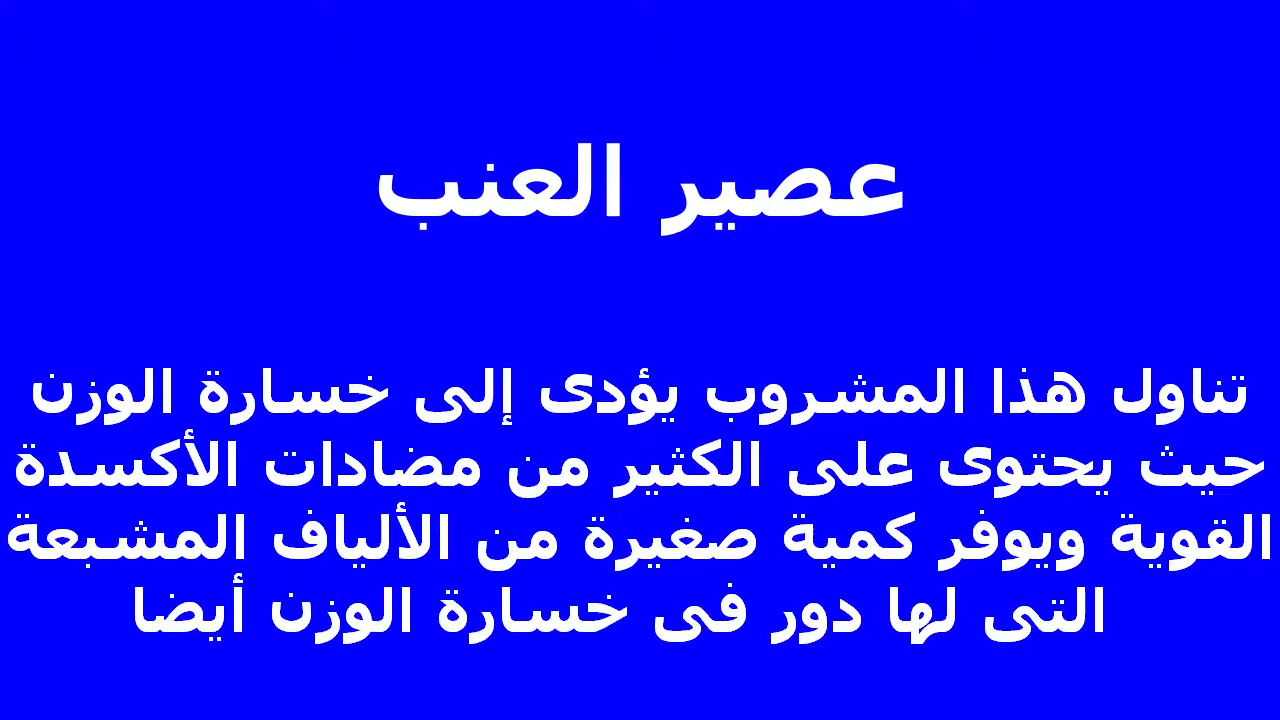 عصير العنب
تناول هذا المشروب يؤدى إلى خسارة الوزن
حيث يحتوى على الكثير من مضادات الأكسدة
القوية ويوفر كمية صغيرة من الألياف المشبعة
التى لها دور فى خسارة الوزن أيضا